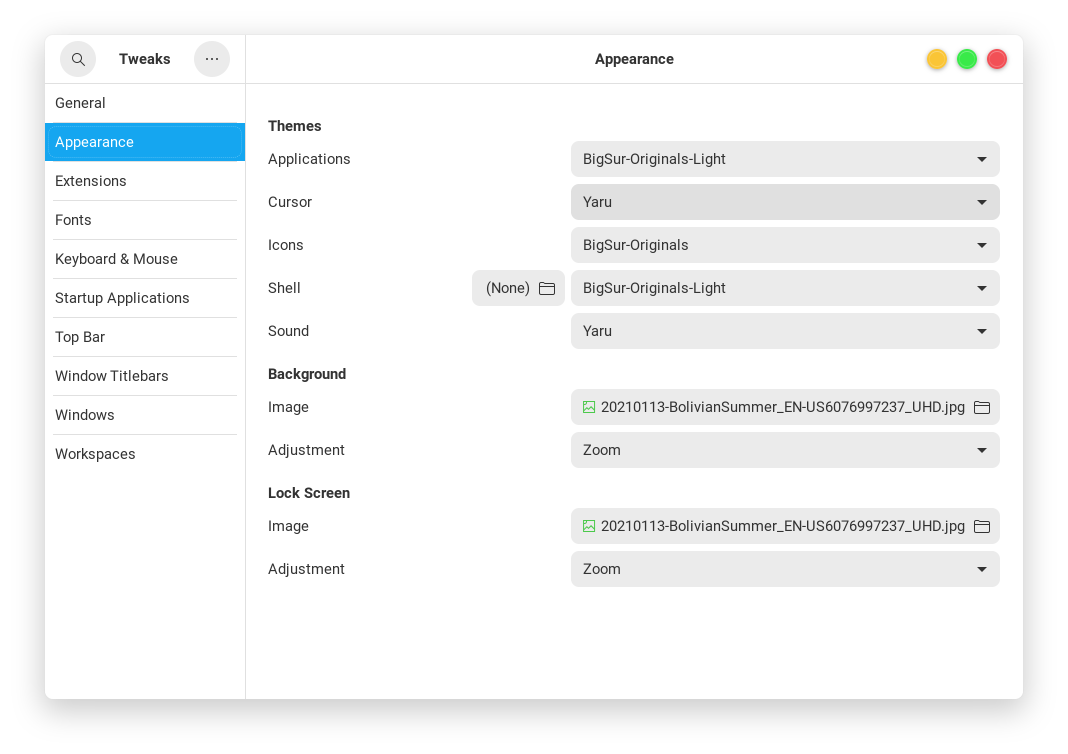 Tweaks
Appearance
General
Appearance
Extensions
Fonts
Keyboard & Mouse
Startup Applications
Top Bar
Window Titlebars
Windows
Workspaces
Themes
Applications BigSur-Originals-Light
Cursor Yaru
Icons BigSur-Originals
Shell (None) BigSur-Originals-Light
Sound Yaru
Background
Image 20210113-BolivianSummer_EN-US6076997237_UHD.jpg
Adjustment Zoom
Lock Screen
Image 20210113-BolivianSummer_EN-US6076997237_UHD.jpg
Adjustment Zoom